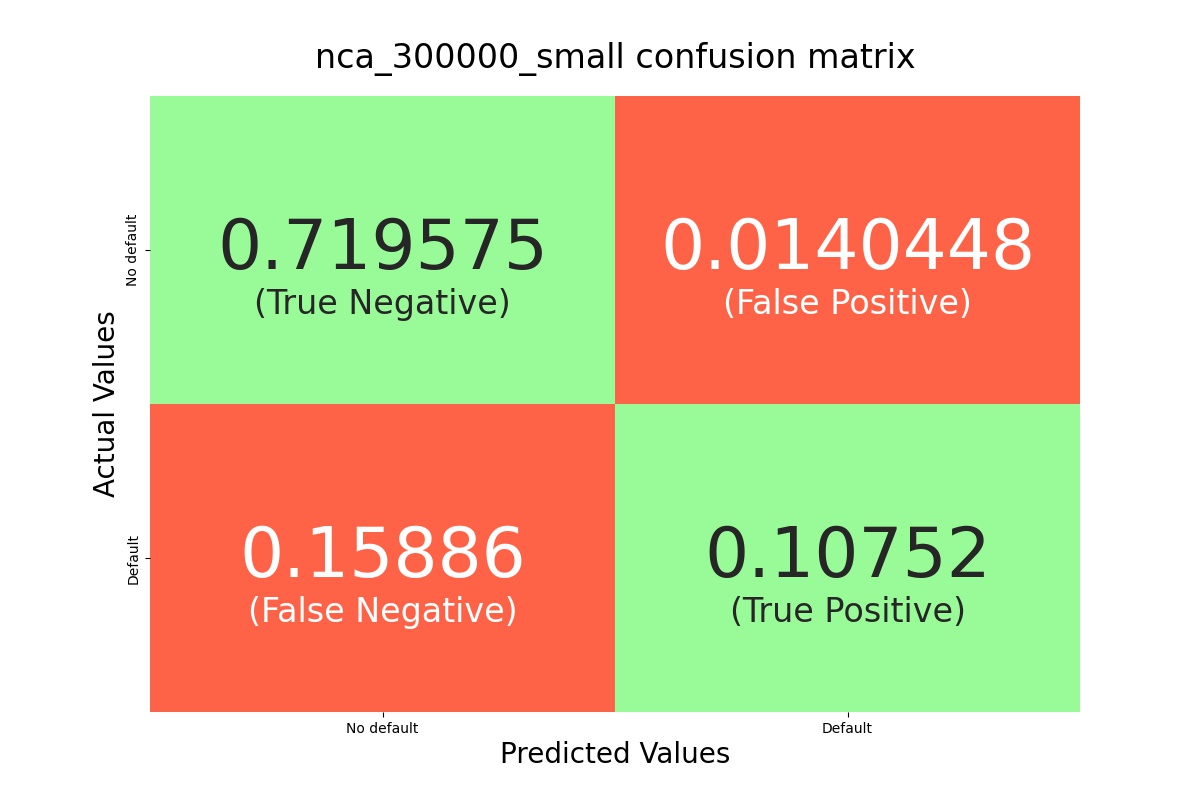 nca_300000_small confusion matrix
Actual Values
No default
0.719575
(True Negative)
0.0140448
(False Positive)
Default
0.15886
(False Negative)
0.10752
(True Positive)
No default
Default
Predicted Values